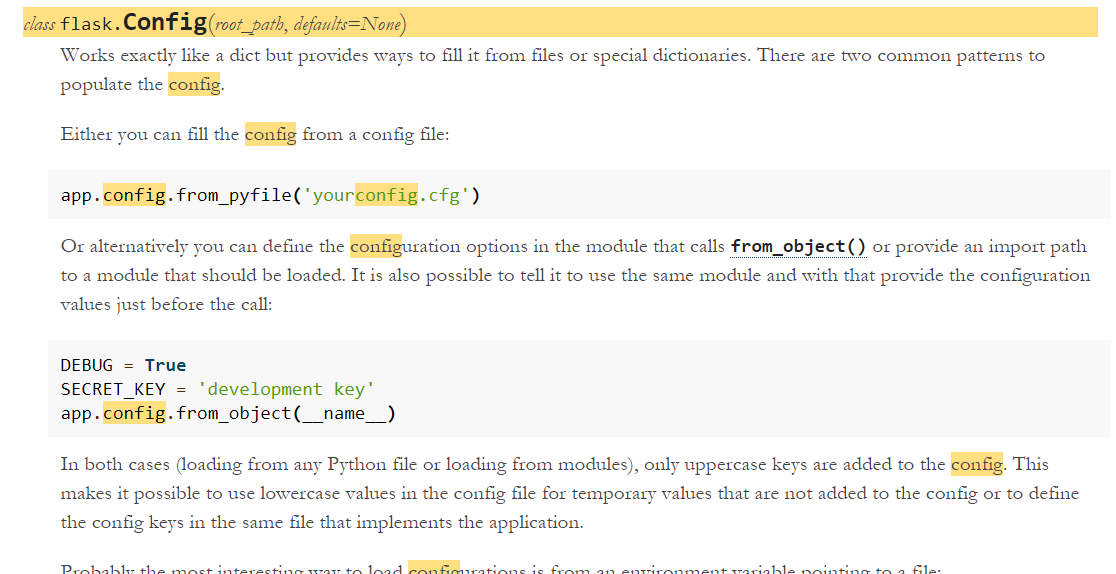 class flask.Config(root_path, defaults=None)
Works exactly like a dict but provides ways to fill it from files or special dictionaries. There are two common patterns to
populate the config.
Either you can fill the config from a config file:
app.config.from_pyfile('yourconfig.cfg')
Or alternatively you can define the configuration options in the module that calls from_object() or provide an import path
to a module that should be loaded. It is also possible to tell it to use the same module and with that provide the configuration
values just before the call:
DEBUG = True
SECRET_KEY = 'development key'
app.config.from_object(__name__)
In both cases (loading from any Python file or loading from modules), only uppercase keys are added to the config. This
makes it possible to use lowercase values in the config file for temporary values that are not added to the config or to define
the config keys in the same file that implements the application.
Probably the most interesting way to load configurations is from an environment variable pointing to a file: